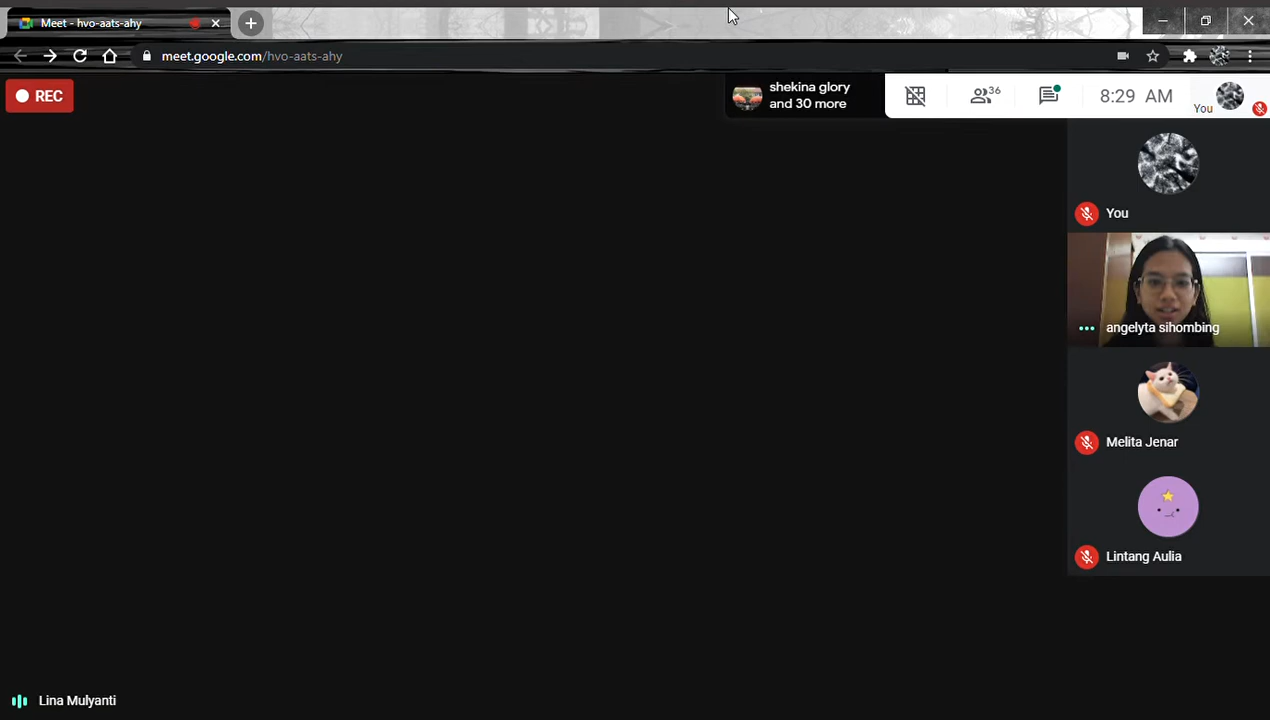 Meet - hvo-aats-ahy
meet.google.com/hvo-aats-ahy
REC
shekina glory
and 30 more
36
8:29 AM
You
You
angelyta sihombing
Melita Jenar
Lintang Aulia
Lina Mulyanti